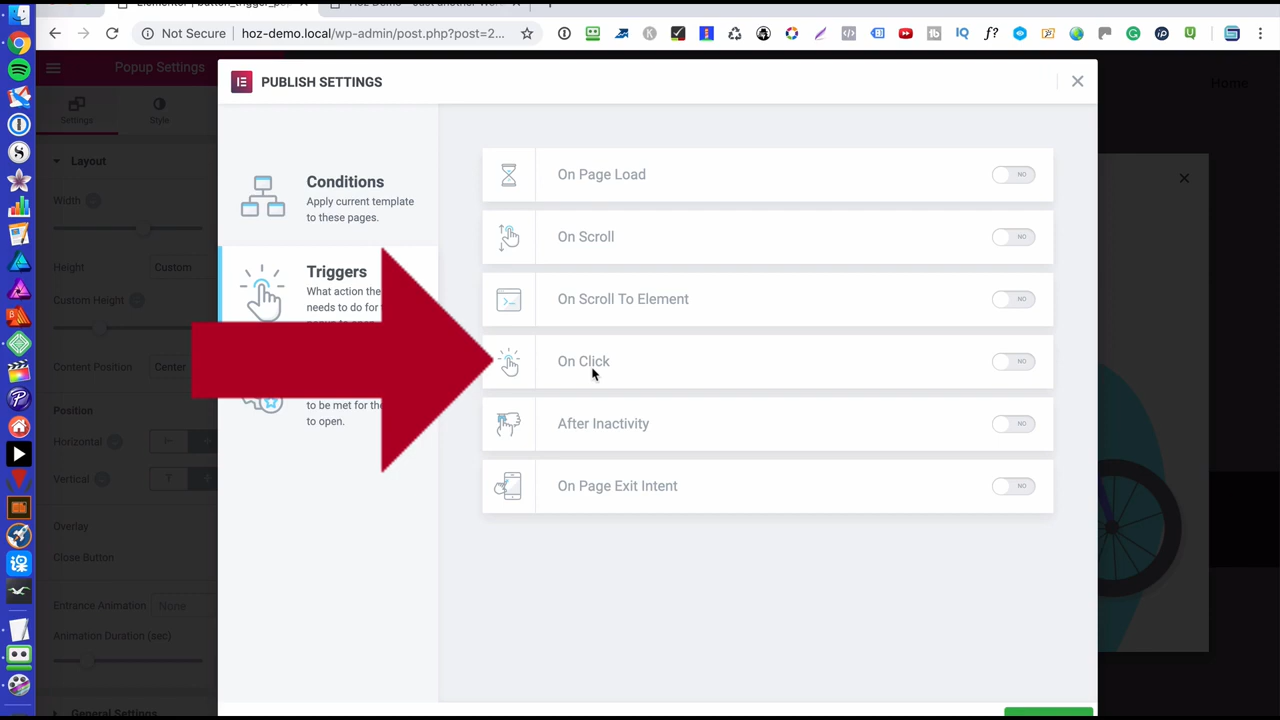 Not Secure | hoz-demo.local/wp-admin/post.php?post=2...
Popup Settings
PUBLISH SETTINGS
Home
Settings
Style
Layout
Width
Height
Custom
Custom Height
Content Position
Center
Position
Horizontal
Vertical
Overlay
Close Button
Entrance Animation
None
Animation Duration (sec)
General Settings
Conditions
Apply current template
to these pages.
Triggers
What action the
needs to do for
to be met for the
to open.
On Page Load
NO
On Scroll
NO
On Scroll To Element
NO
On Click
NO
After Inactivity
NO
On Page Exit Intent
NO